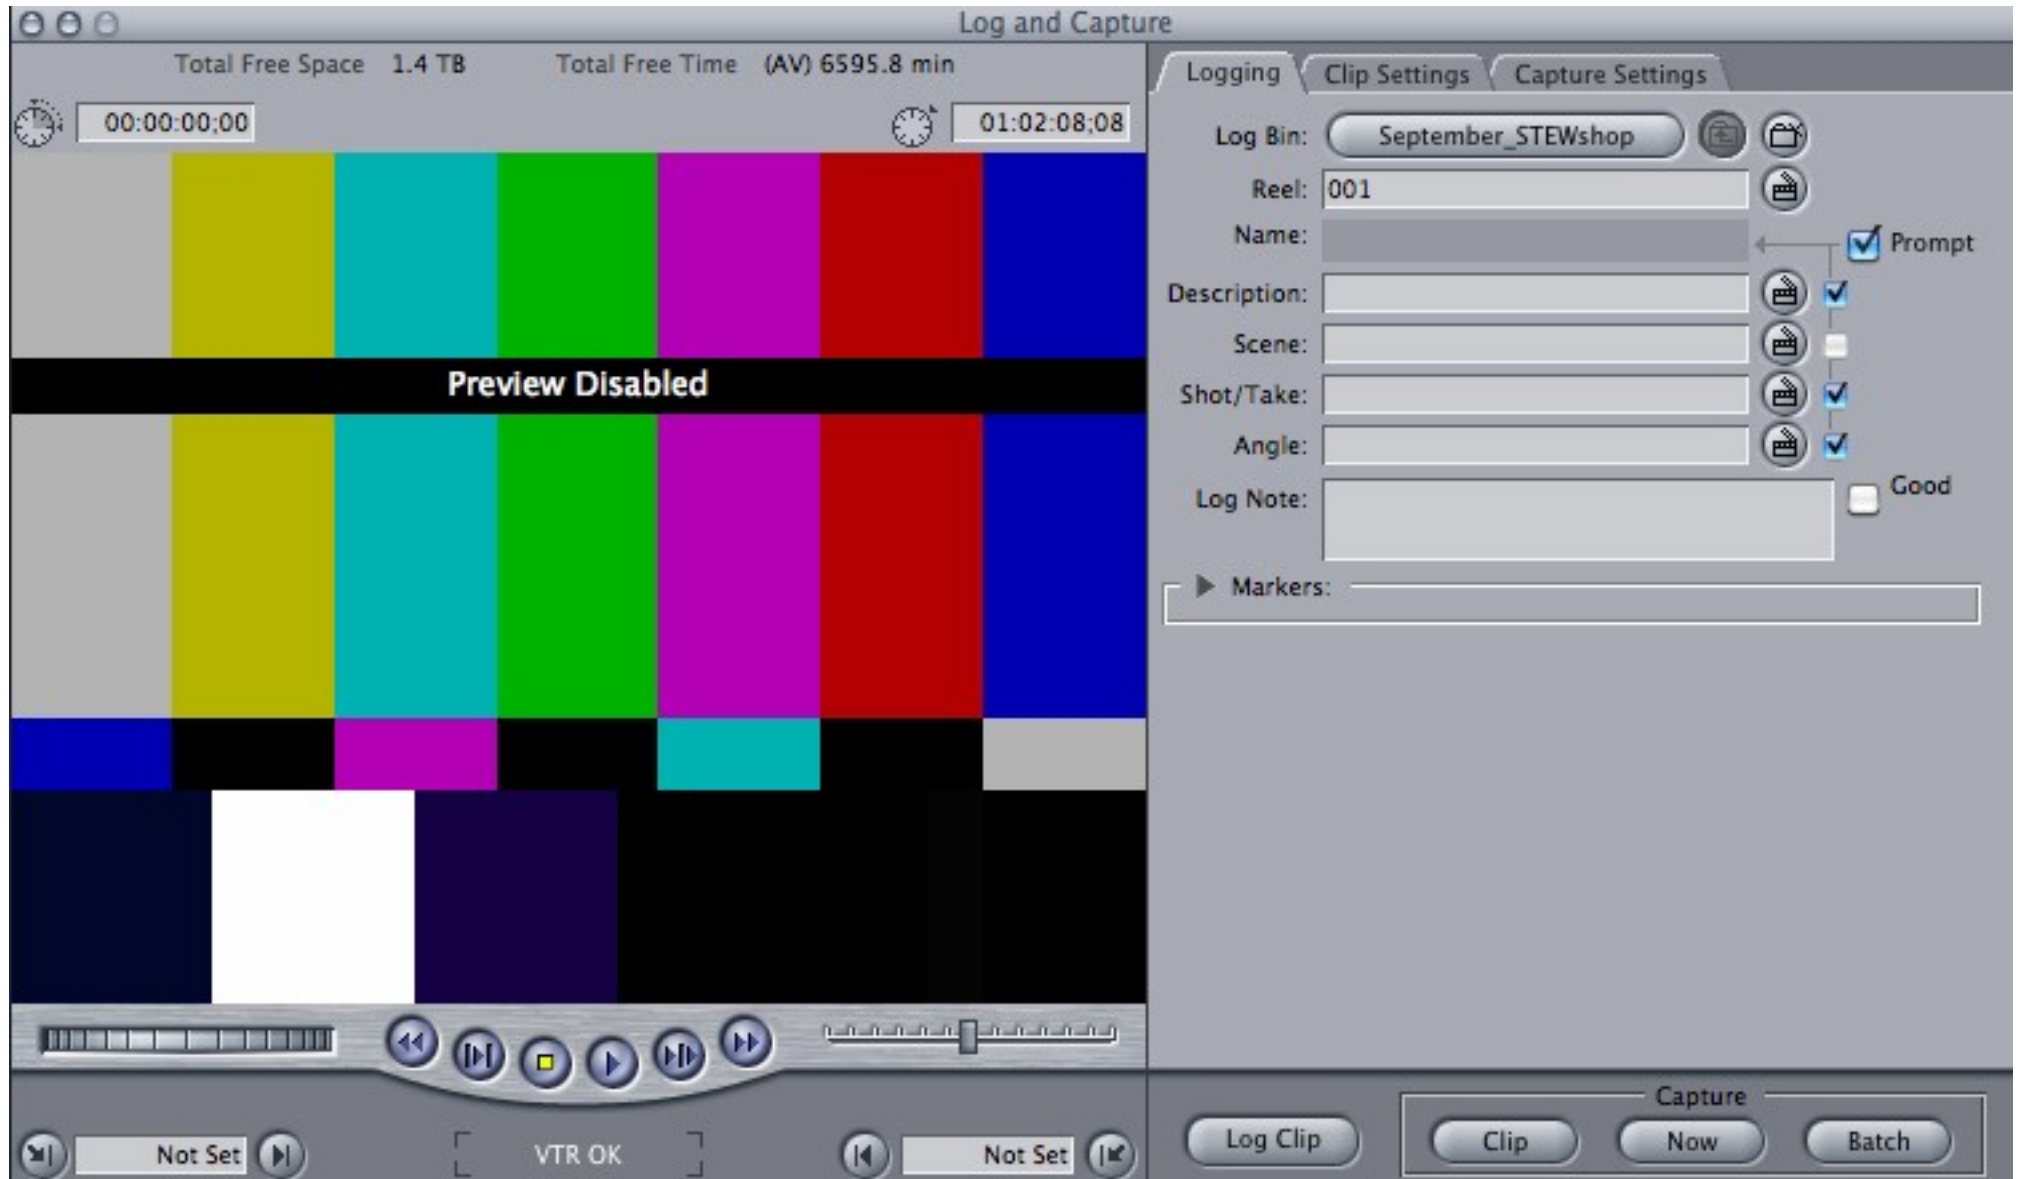 Log and Capture
Total Free Space 1.4 TB Total Free Time (AV) 6595.8 min
00:00:00;00 01:02:08;08
Preview Disabled
Not Set VTR OK Not Set
Logging Clip Settings Capture Settings
Log Bin: September_STEWshop
Reel: 001
Name: Prompt
Description:
Scene:
Shot/Take:
Angle:
Log Note: Good
Markers:
Capture
Log Clip Clip Now Batch